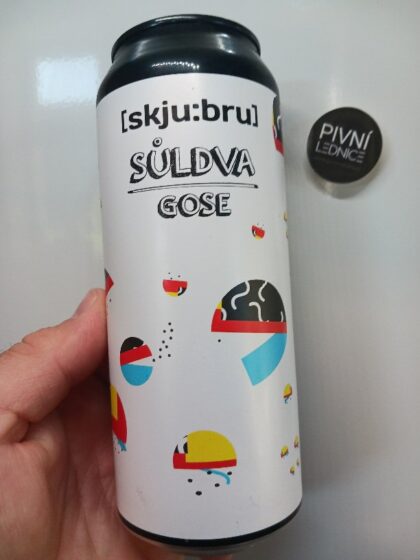 [skju:bru]
SŮLDVA
GOSE
PIVNÍ
LEDNICE